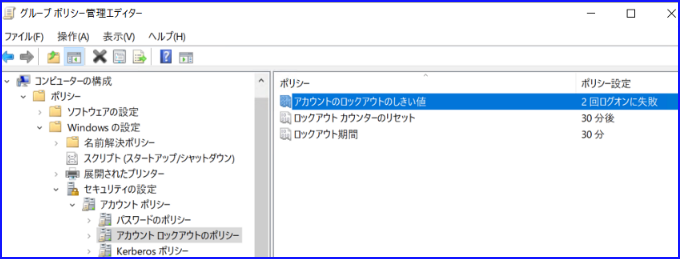 グループ ポリシー管理エディター
ファイル(F) 操作(A) 表示(V) ヘルプ(H)
コンピューターの構成
ポリシー
ソフトウェアの設定
Windows の設定
名前解決ポリシー
スクリプト (スタートアップ/シャットダウン)
展開されたプリンター
セキュリティの設定
アカウント ポリシー
パスワードのポリシー
アカウント ロックアウトのポリシー
Kerberos ポリシー
ポリシー ポリシー設定
アカウントのロックアウトのしきい値 2 回ログオンに失敗
ロックアウト カウンターのリセット 30 分後
ロックアウト期間 30 分